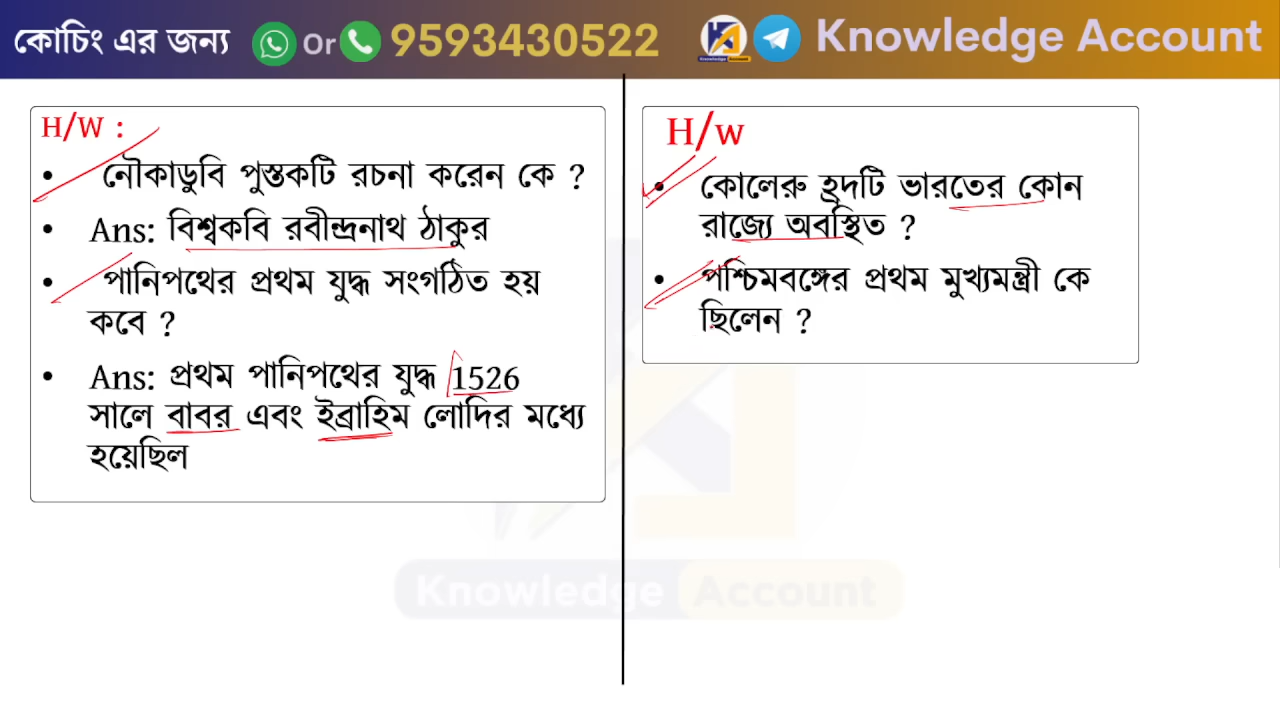 কোচিং এর জন্য Or 9593430522 Knowledge Account
H/W :
• নৌকাডুবি পুস্তকটি রচনা করেন কে ?
• Ans: বিশ্বকবি রবীন্দ্রনাথ ঠাকুর
• পানিপথের প্রথম যুদ্ধ সংগঠিত হয়
কবে ?
• Ans: প্রথম পানিপথের যুদ্ধ 1526
সালে বাবর এবং ইব্রাহিম লোদির মধ্যে
হয়েছিল
H/w
• কোলেরু হ্রদটি ভারতের কোন
রাজ্যে অবস্থিত ?
• পশ্চিমবঙ্গের প্রথম মুখ্যমন্ত্রী কে
ছিলেন ?
Knowledge Account